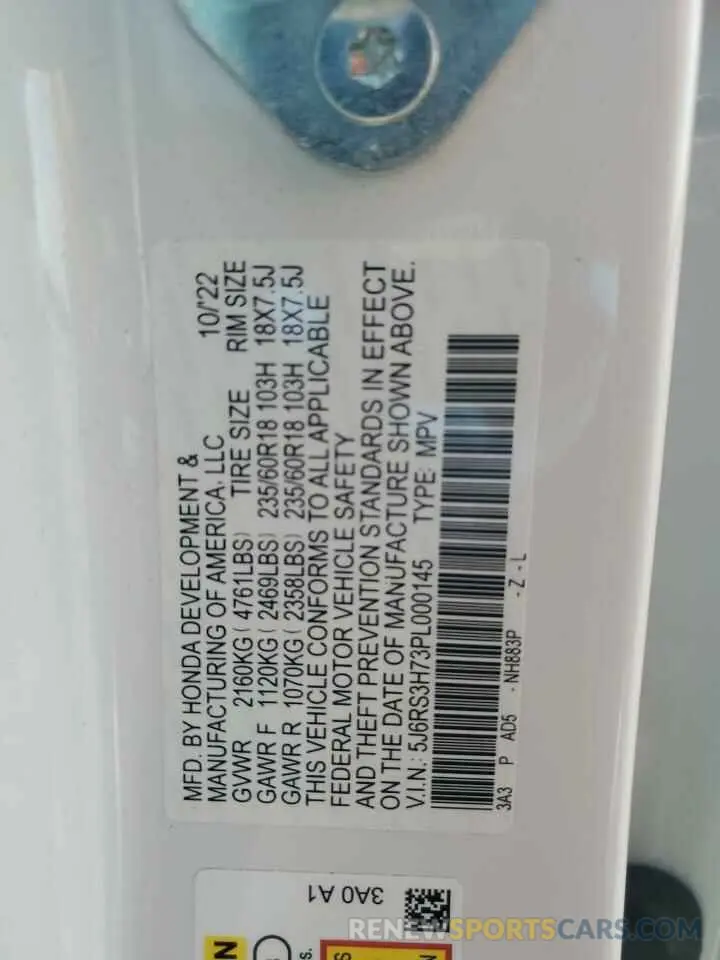 MFD. BY HONDA DEVELOPMENT &
MANUFACTURING OF AMERICA, LLC 10/'22
GVWR 2160KG ( 4761LBS) TIRE SIZE RIM SIZE
GAWR F 1120KG ( 2469LBS) 235/60R18 103H 18X7.5J
GAWR R 1070KG ( 2358LBS) 235/60R18 103H 18X7.5J
THIS VEHICLE CONFORMS TO ALL APPLICABLE
FEDERAL MOTOR VEHICLE SAFETY
AND THEFT PREVENTION STANDARDS IN EFFECT
ON THE DATE OF MANUFACTURE SHOWN ABOVE.
V.I.N.: 5J6RS3H73PL000145 TYPE: MPV
3A3 P AD5 -NH883P -Z-L
3A0 A1
RENEWSPORTSCARS.COM